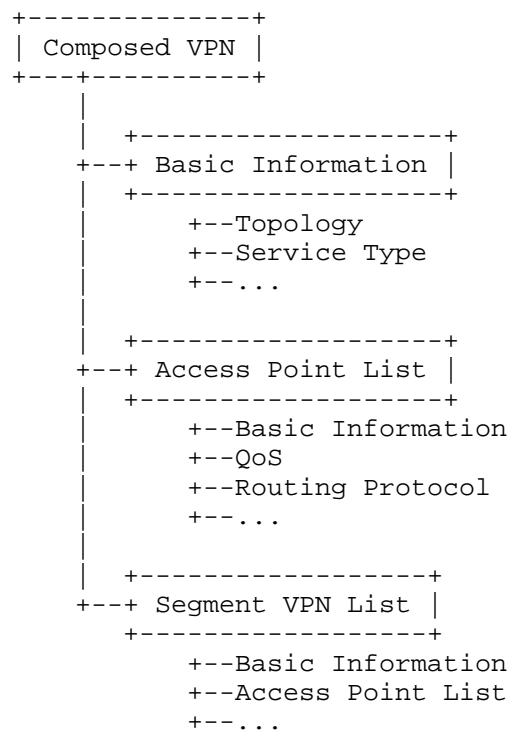 +--------------+
| Composed VPN |
+---+----------+
    |
    |  +-------------------+
    +--+ Basic Information |
    |  +-------------------+
    |      +--Topology
    |      +--Service Type
    |      +--...
    |
    |  +-------------------+
    +--+ Access Point List |
    |  +-------------------+
    |      +--Basic Information
    |      +--QoS
    |      +--Routing Protocol
    |      +--...
    |
    |  +------------------+
    +--+ Segment VPN List |
       +------------------+
           +--Basic Information
           +--Access Point List
           +--...